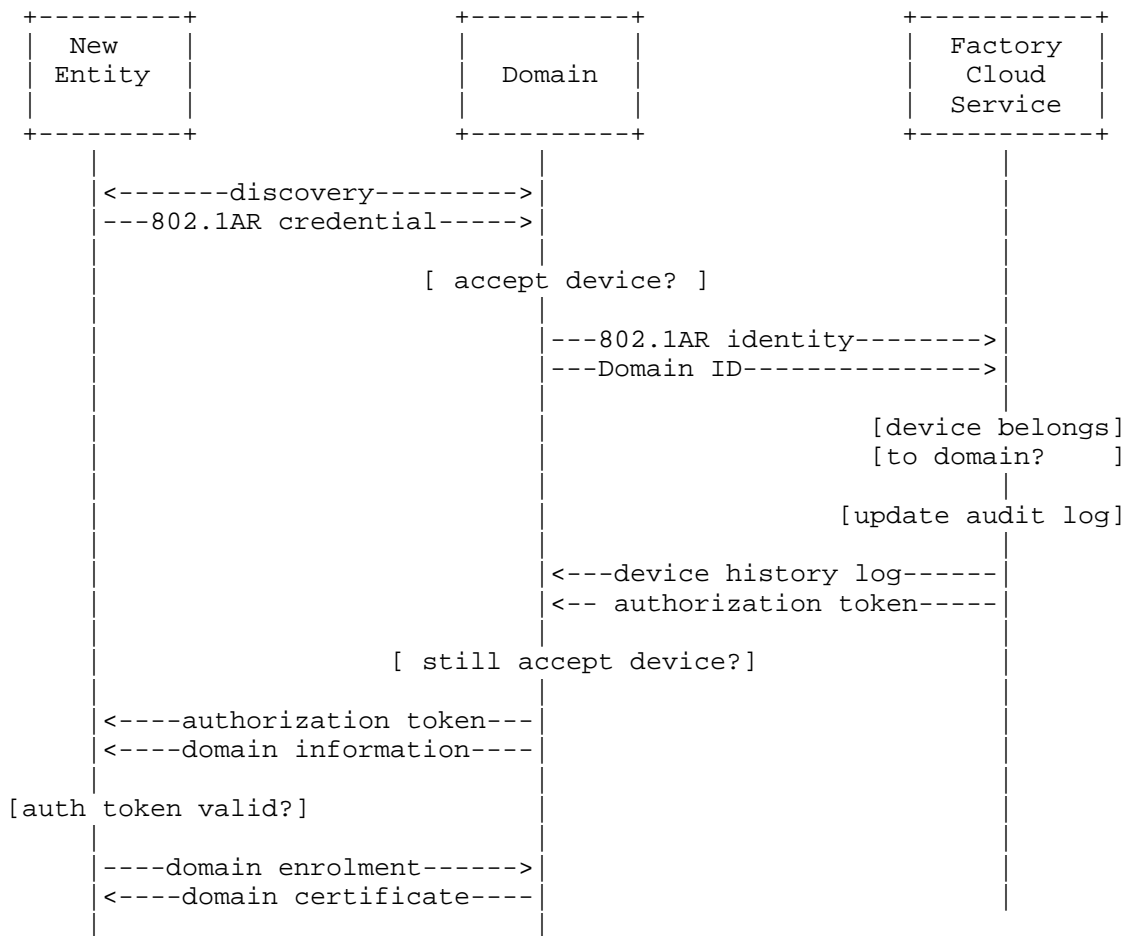 New
Entity
Domain
Factory
Cloud
Service
<-------discovery--------->
---802.1AR credential----->
[ accept device? ]
---802.1AR identity-------->
---Domain ID--------------->
[device belongs]
[to domain?    ]
[update audit log]
<---device history log------
<-- authorization token-----
[ still accept device?]
<----authorization token---
<----domain information----
[auth token valid?]
----domain enrolment------>
<----domain certificate----